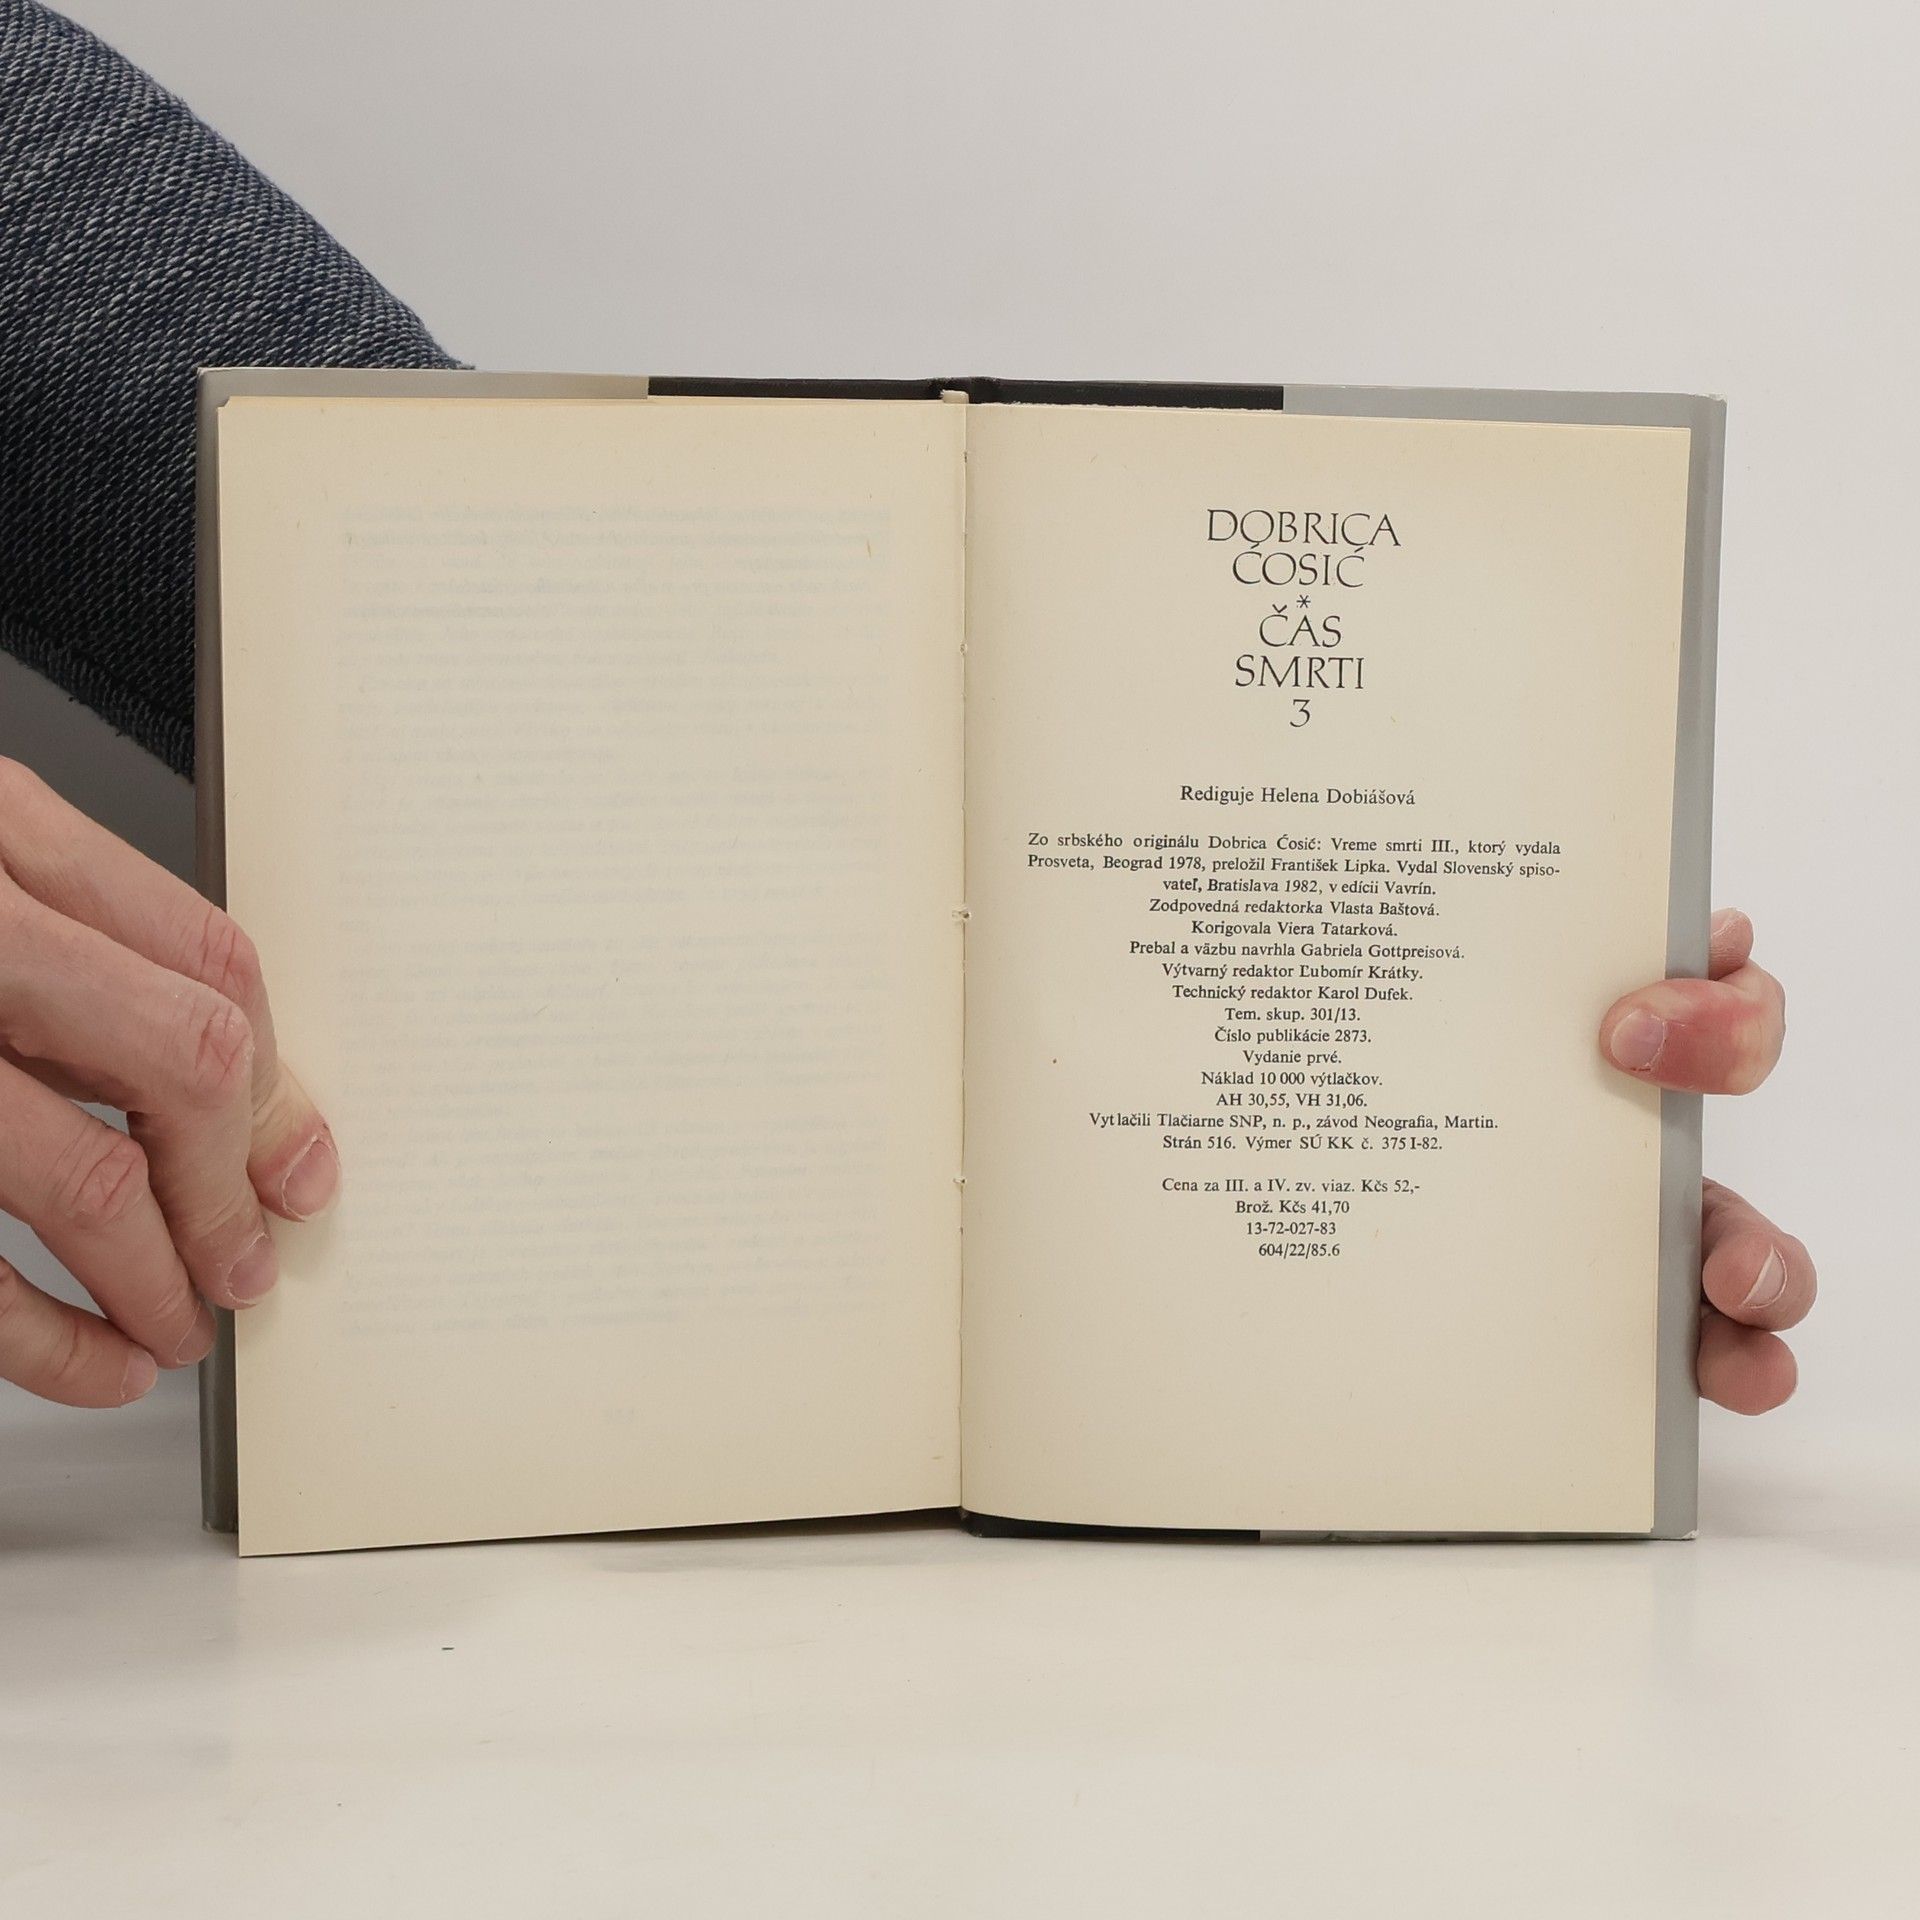 DOBRICA
ĆOSIĆ
*
ČAS
SMRTI
3
Rediguje Helena Dobiášová
Zo srbského originálu Dobrica Ćosić: Vreme smrti III., ktorý vydala
Prosveta, Beograd 1978, preložil František Lipka. Vydal Slovenský spiso-
vateľ, Bratislava 1982, v edícii Vavrín.
Zodpovedná redaktorka Vlasta Baštová.
Korigovala Viera Tatarková.
Prebal a väzbu navrhla Gabriela Gottpreisová.
Výtvarný redaktor Ľubomír Krátky.
Technický redaktor Karol Dufek.
Tem. skup. 301/13.
Číslo publikácie 2873.
Vydanie prvé.
Náklad 10 000 výtlačkov.
AH 30,55, VH 31,06.
Vytlačili Tlačiarne SNP, n. p., závod Neografia, Martin.
Strán 516. Výmer SÚ KK č. 375 I-82.
Cena za III. a IV. zv. viaz. Kčs 52,-
Brož. Kčs 41,70
13-72-027-83
604/22/85.6